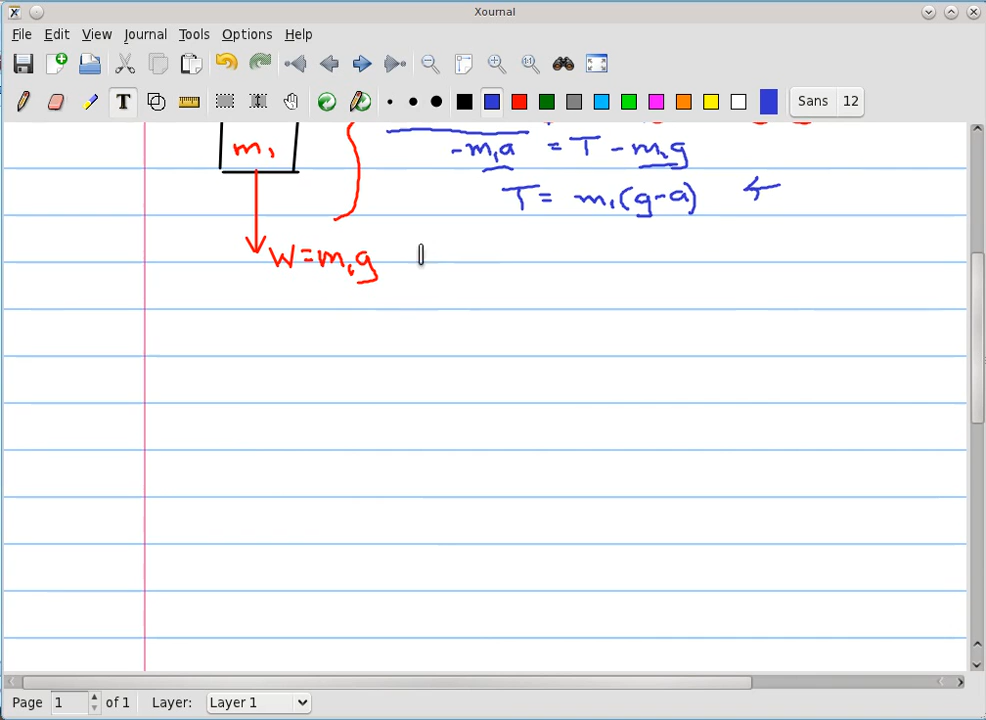 Xournal
File Edit View Journal Tools Options Help
T Sans 12
m₁
-m₁a = T - m₁g
T = m₁(g-a) ←
W = m₁g
Page 1 of 1 Layer: Layer 1